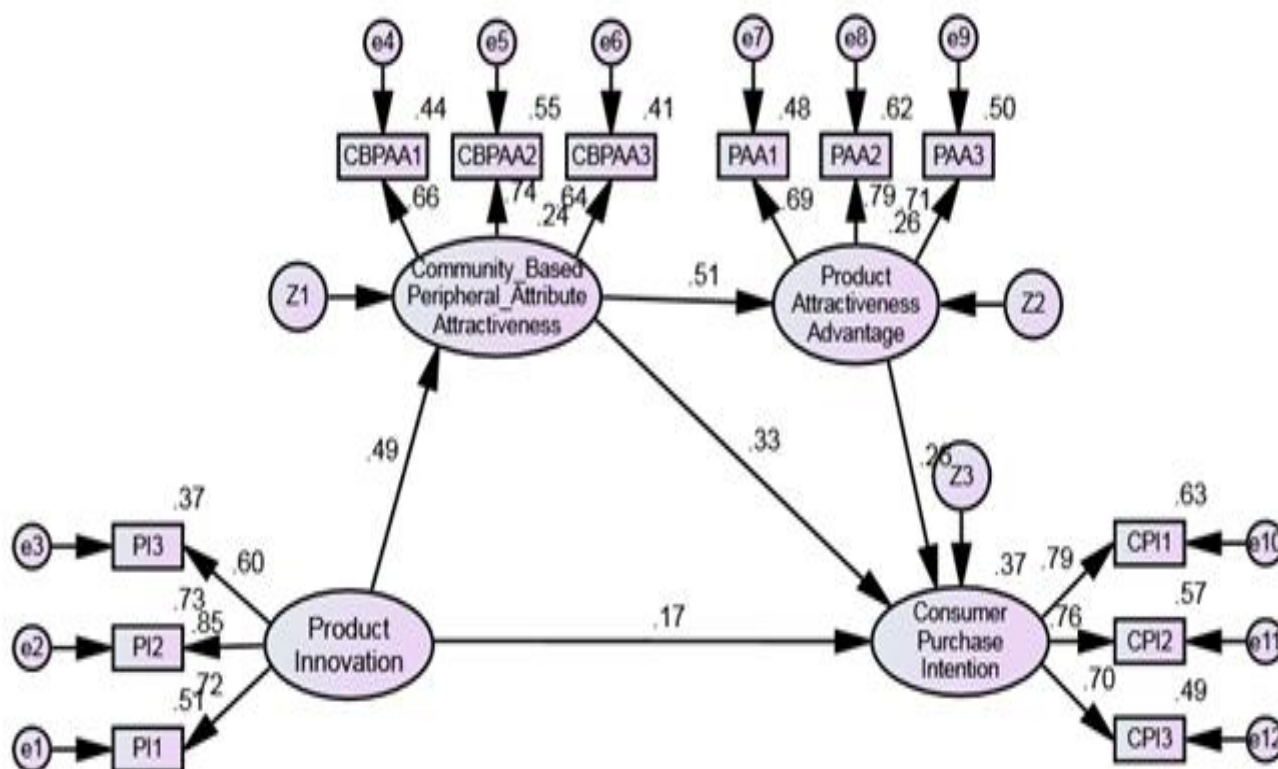 e4 e5 e6 e7 e8 e9
.44 .55 .41 .48 .62 .50
CBPAA1 CBPAA2 CBPAA3 PAA1 PAA2 PAA3
.66 .74 .64 .69 .79 .71
.24 .26
Z1
Community_Based
Peripheral_Attribute
Attractiveness
.51
Product
Attractiveness
Advantage
Z2
.49
.33
Z3
.37
e3 PI3
.60
.73
e2 PI2 .85
.72
.51
e1 PI1
Product
Innovation
.17
.37
Consumer
Purchase
Intention
.63
.79 CPI1 e10
.57
.76 CPI2 e11
.70 .49
CPI3 e12